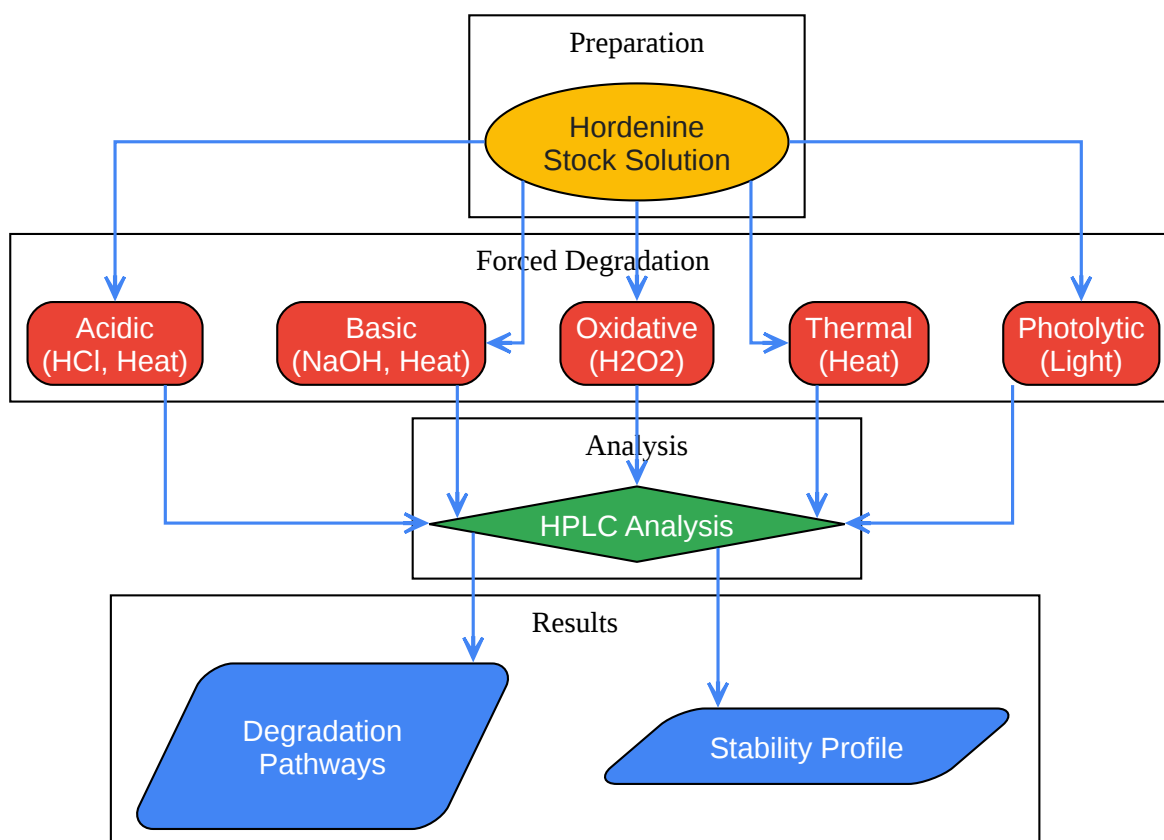 Preparation
Hordenine
Stock Solution
Forced Degradation
Acidic
(HCl, Heat)
Basic
(NaOH, Heat)
Oxidative
(H2O2)
Thermal
(Heat)
Photolytic
(Light)
Analysis
HPLC Analysis
Results
Degradation
Pathways
Stability Profile